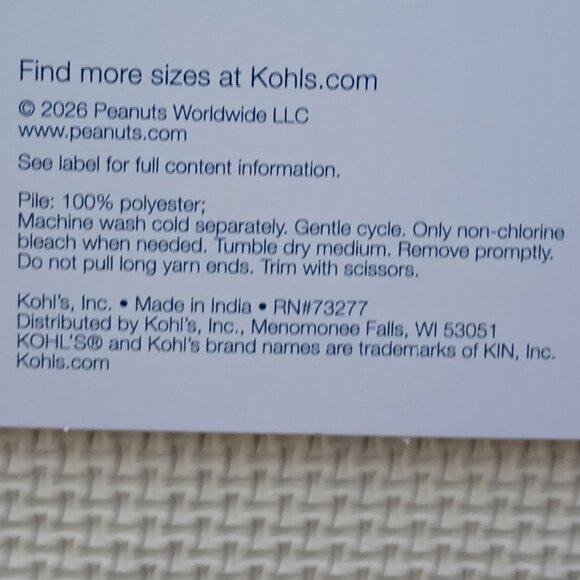 Find more sizes at Kohls.com
© 2026 Peanuts Worldwide LLC
www.peanuts.com
See label for full content information.
Pile: 100% polyester;
Machine wash cold separately. Gentle cycle. Only non-chlorine
bleach when needed. Tumble dry medium. Remove promptly.
Do not pull long yarn ends. Trim with scissors.
Kohl's, Inc. • Made in India • RN#73277
Distributed by Kohl's, Inc., Menomonee Falls, WI 53051
KOHL'S® and Kohl's brand names are trademarks of KIN, Inc.
Kohls.com